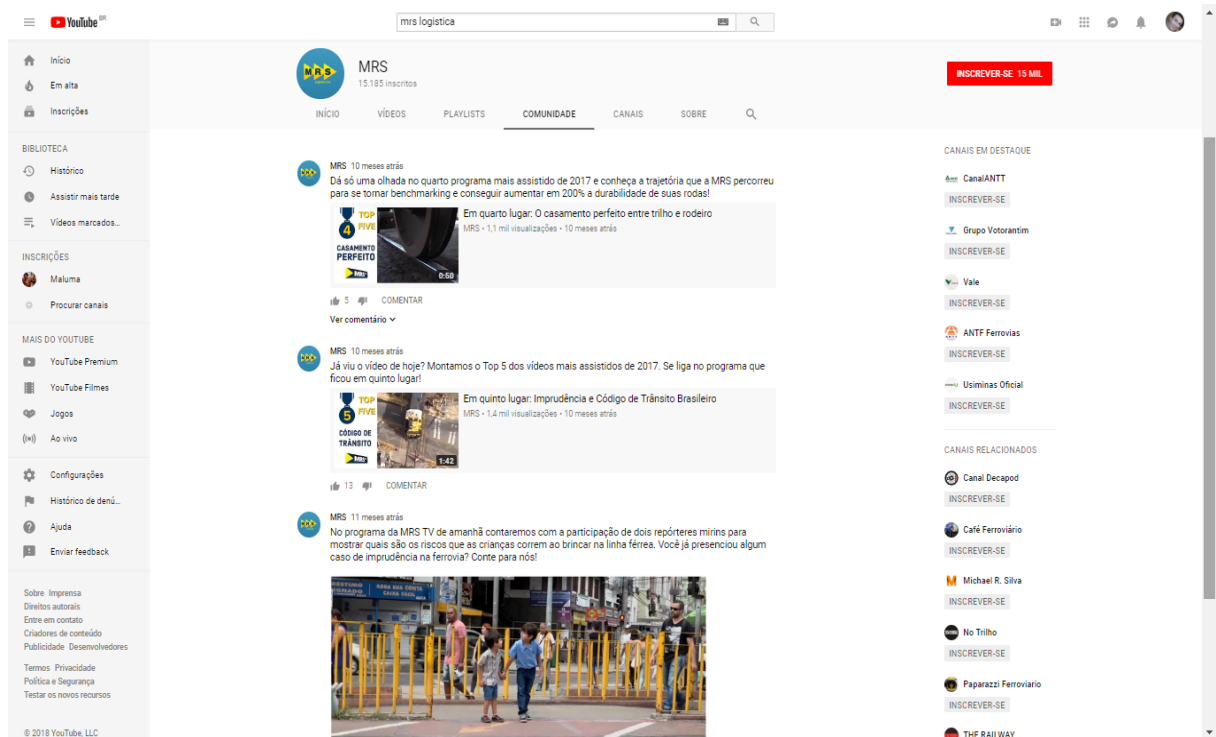 YouTube BR
mrs logistica
Início
Em alta
Inscrições
BIBLIOTECA
Histórico
Assistir mais tarde
Vídeos marcados...
INSCRIÇÕES
Maluma
Procurar canais
MAIS DO YOUTUBE
YouTube Premium
YouTube Filmes
Jogos
Ao vivo
Configurações
Histórico de denú...
Ajuda
Enviar feedback
Sobre Imprensa
Direitos autorais
Entre em contato
Criadores de conteúdo
Publicidade Desenvolvedores
Termos Privacidade
Política e Segurança
Testar os novos recursos
© 2018 YouTube, LLC
MRS
MRS
15.185 inscritos
INSCREVER-SE 15 MIL
INÍCIO VÍDEOS PLAYLISTS COMUNIDADE CANAIS SOBRE
MRS 10 meses atrás
Dá só uma olhada no quarto programa mais assistido de 2017 e conheça a trajetória que a MRS percorreu
para se tornar benchmarking e conseguir aumentar em 200% a durabilidade de suas rodas!
TOP
4 FIVE
CASAMENTO
PERFEITO
MRS
0:50
Em quarto lugar: O casamento perfeito entre trilho e rodeiro
MRS • 1,1 mil visualizações • 10 meses atrás
5 COMENTAR
Ver comentário
MRS 10 meses atrás
Já viu o vídeo de hoje? Montamos o Top 5 dos vídeos mais assistidos de 2017. Se liga no programa que
ficou em quinto lugar!
TOP
5 FIVE
CÓDIGO DE
TRÂNSITO
MRS
1:42
Em quinto lugar: Imprudência e Código de Trânsito Brasileiro
MRS • 1,4 mil visualizações • 10 meses atrás
13 COMENTAR
MRS 11 meses atrás
No programa da MRS TV de amanhã contaremos com a participação de dois repórteres mirins para
mostrar quais são os riscos que as crianças correm ao brincar na linha férrea. Você já presenciou algum
caso de imprudência na ferrovia? Conte para nós!
CANAIS EM DESTAQUE
CanalANTT
INSCREVER-SE
Grupo Votorantim
INSCREVER-SE
Vale
INSCREVER-SE
ANTF Ferrovias
INSCREVER-SE
Usiminas Oficial
INSCREVER-SE
CANAIS RELACIONADOS
Canal Decapod
INSCREVER-SE
Café Ferroviário
INSCREVER-SE
Michael R. Silva
INSCREVER-SE
No Trilho
INSCREVER-SE
Paparazzi Ferroviario
INSCREVER-SE
THE RAILWAY